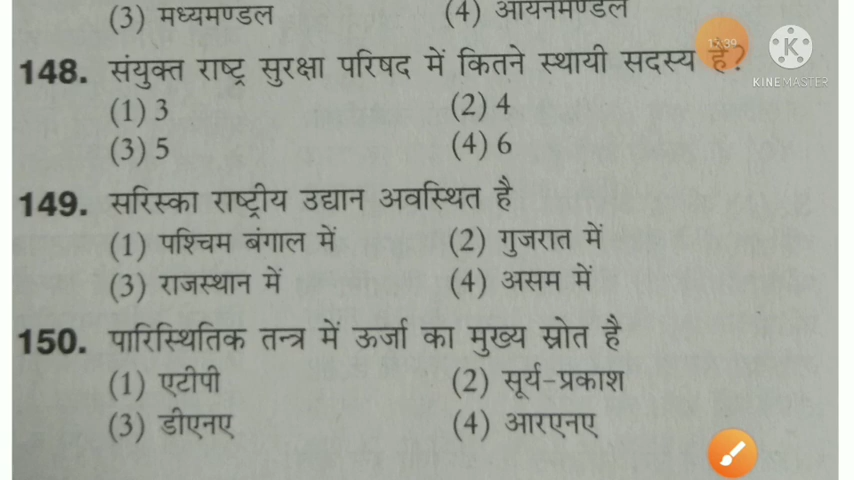 (3) मध्यमण्डल (4) आयनमण्डल
148. संयुक्त राष्ट्र सुरक्षा परिषद में कितने स्थायी सदस्य हैं?
KINEMASTER
(1) 3 (2) 4
(3) 5 (4) 6
149. सरिस्का राष्ट्रीय उद्यान अवस्थित है
(1) पश्चिम बंगाल में (2) गुजरात में
(3) राजस्थान में (4) असम में
150. पारिस्थितिक तन्त्र में ऊर्जा का मुख्य स्रोत है
(1) एटीपी (2) सूर्य-प्रकाश
(3) डीएनए (4) आरएनए